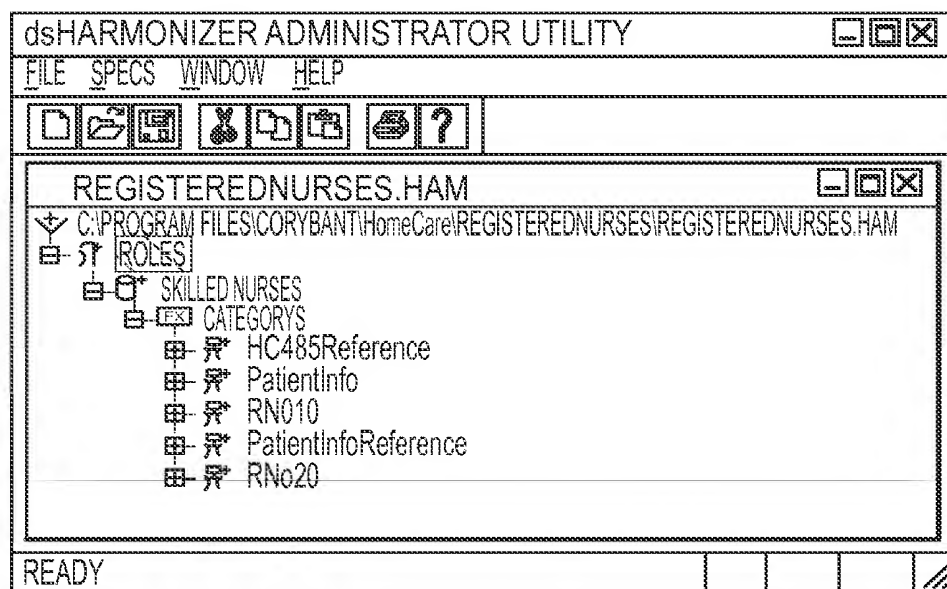 dsHARMONIZER ADMINISTRATOR UTILITY
FILE SPECS WINDOW HELP
?
REGISTEREDNURSES.HAM
C:\PROGRAM FILES\CORYBANT\HomeCare\REGISTEREDNURSES\REGISTEREDNURSES.HAM
ROLES
SKILLED NURSES
FX CATEGORYS
HC485Reference
PatientInfo
RN010
PatientInfoReference
RNo20
READY